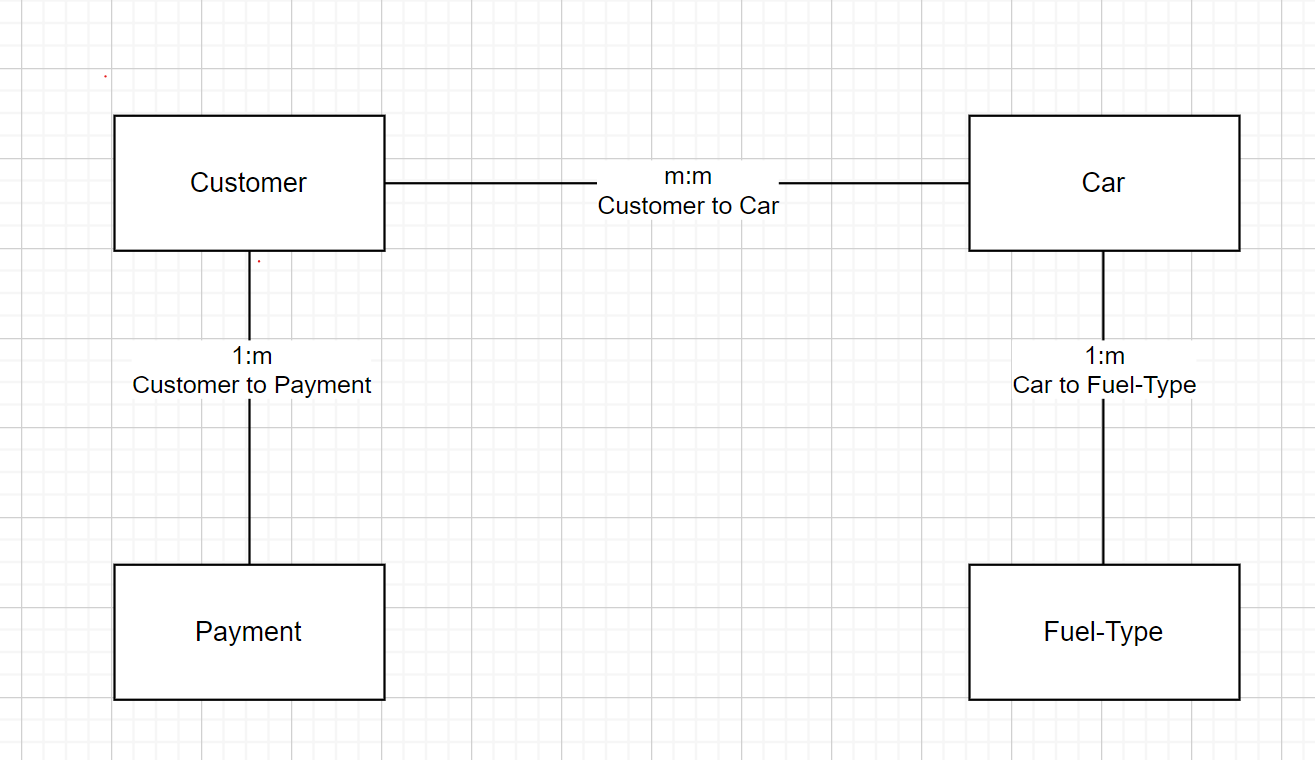 Customer
m:m
Customer to Car
Car
1:m
Customer to Payment
1:m
Car to Fuel-Type
Payment
Fuel-Type